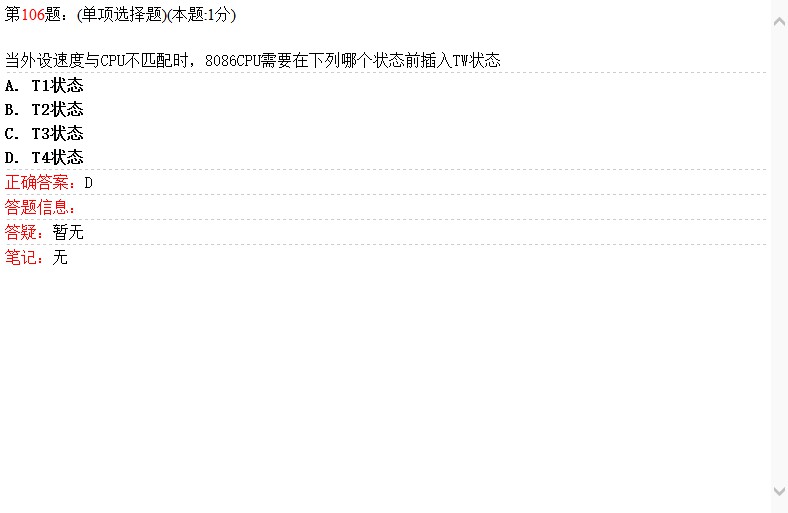 第106题：(单项选择题)(本题:1分)
当外设速度与CPU不匹配时，8086CPU需要在下列哪个状态前插入TW状态
A. T1状态
B. T2状态
C. T3状态
D. T4状态
正确答案：D
答题信息：
答疑：暂无
笔记：无